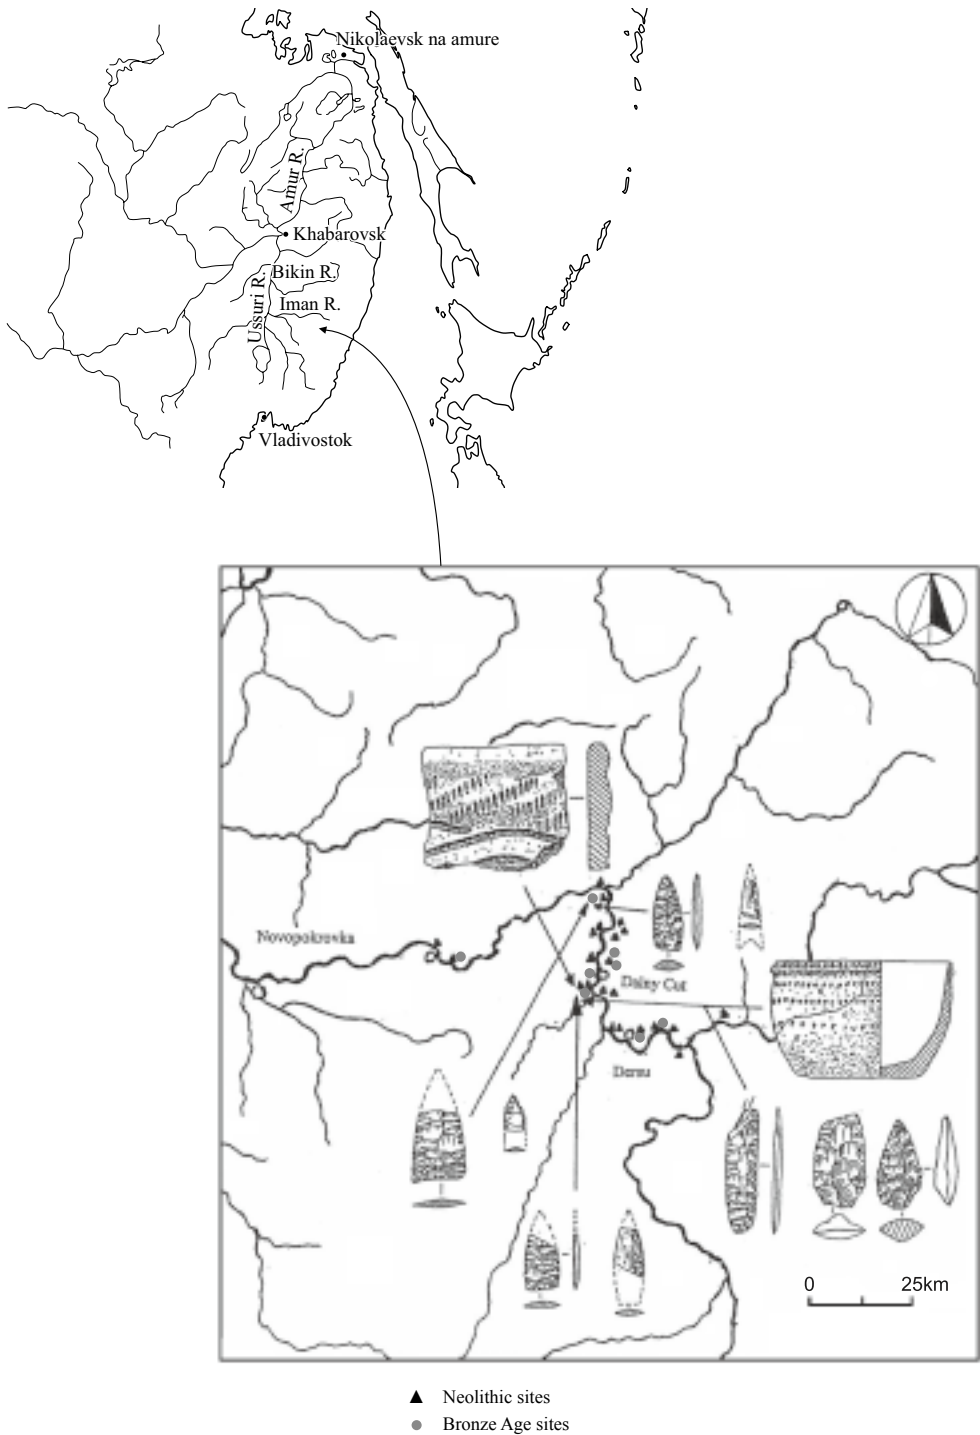 Nikolaevsk na amure
Amur R.
Khabarovsk
Bikin R.
Ussuri R.
Iman R.
Vladivostok
Novopokrovka
Dalny Cut
Dersu
0 25km
Neolithic sites
Bronze Age sites